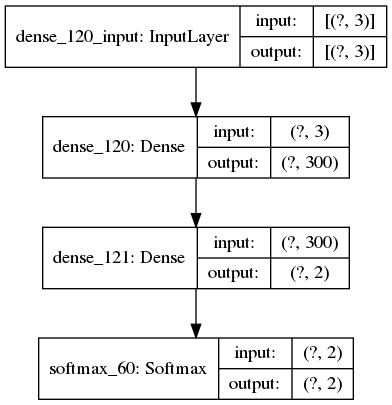 dense_120_input: InputLayer
input: [(?, 3)]
output: [(?, 3)]
dense_120: Dense
input: (?, 3)
output: (?, 300)
dense_121: Dense
input: (?, 300)
output: (?, 2)
softmax_60: Softmax
input: (?, 2)
output: (?, 2)